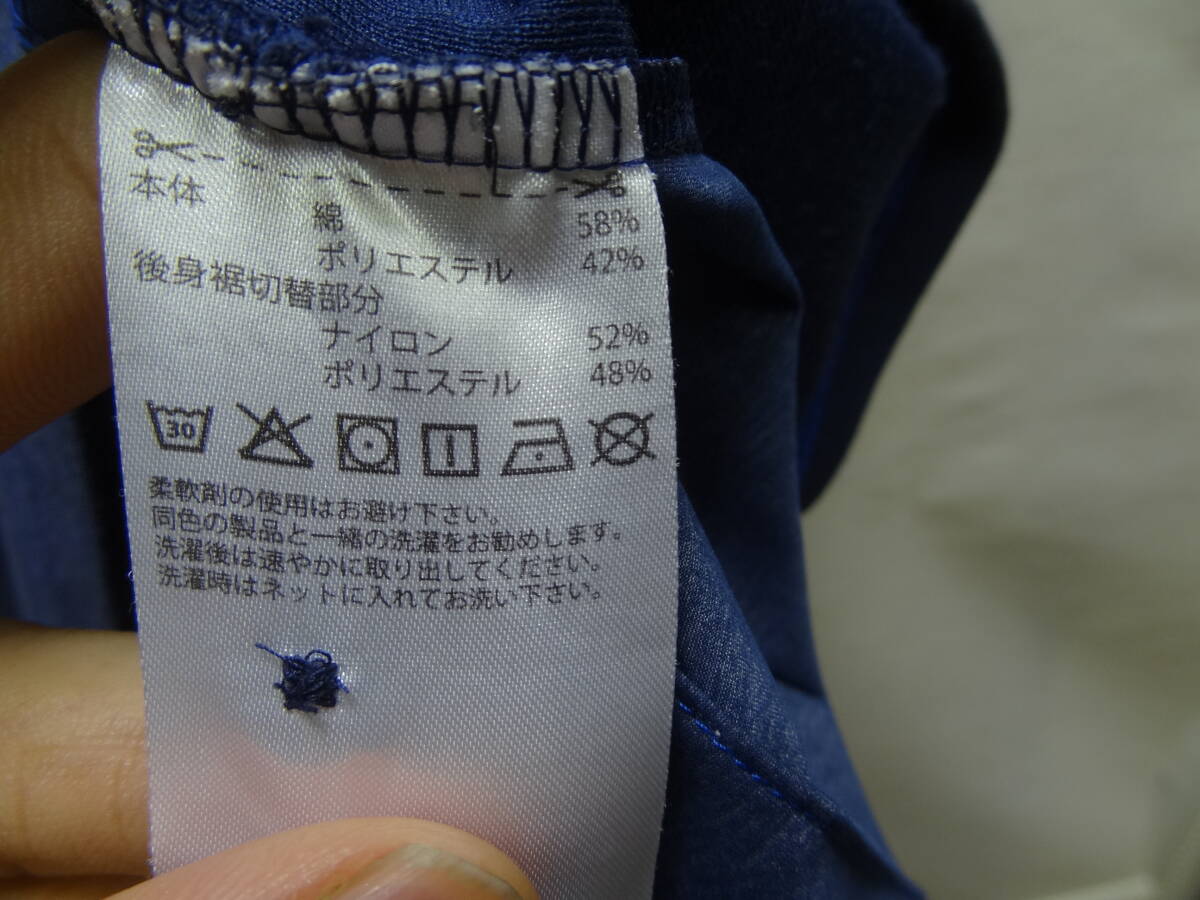 本体
綿 58%
ポリエステル 42%
後身裾切替部分
ナイロン 52%
ポリエステル 48%
30
柔軟剤の使用はお避け下さい。
同色の製品と一緒の洗濯をお勧めします。
洗濯後は速やかに取り出してください。
洗濯時はネットに入れてお洗い下さい。